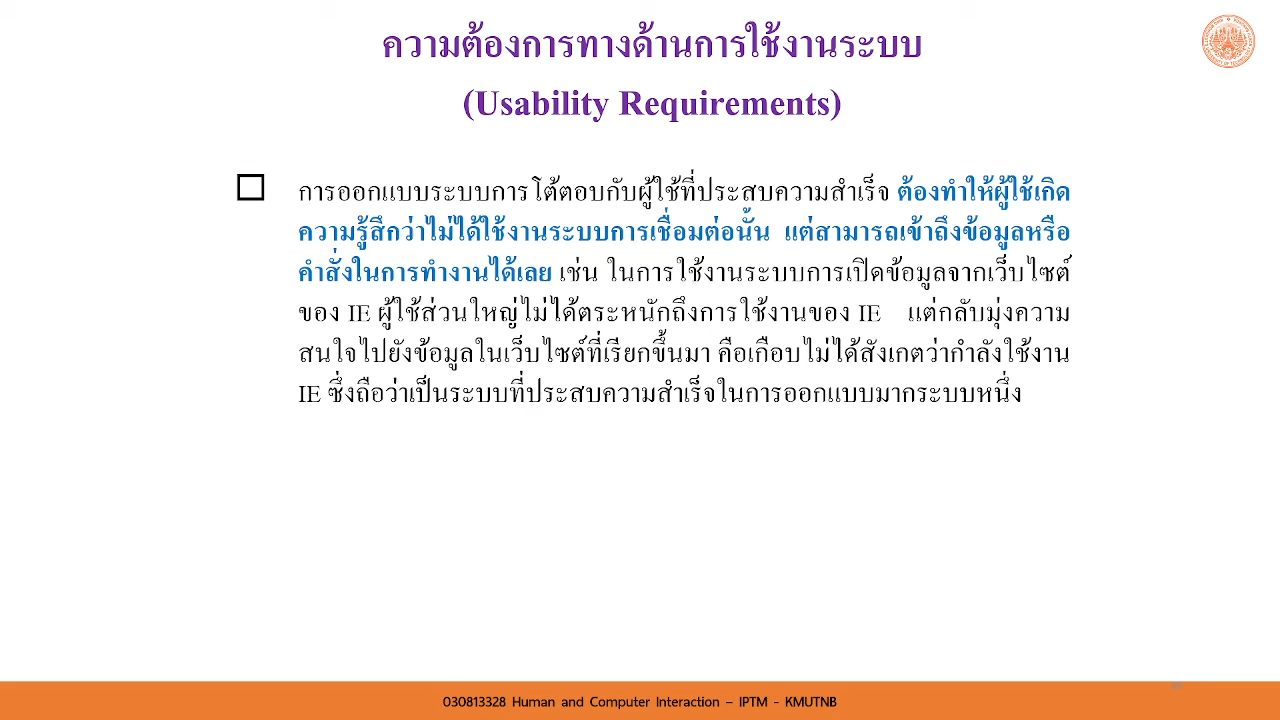 ความต้องการทางด้านการใช้งานระบบ
(Usability Requirements)
การออกแบบระบบการโต้ตอบกับผู้ใช้ที่ประสบความสำเร็จ ต้องทำให้ผู้ใช้เกิด
ความรู้สึกว่าไม่ได้ใช้งานระบบการเชื่อมต่อนั้น แต่สามารถเข้าถึงข้อมูลหรือ
คำสั่งในการทำงานได้เลย เช่น ในการใช้งานระบบการเปิดข้อมูลจากเว็บไซต์
ของ IE ผู้ใช้ส่วนใหญ่ไม่ได้ตระหนักถึงการใช้งานของ IE แต่กลับมุ่งความ
สนใจไปยังข้อมูลในเว็บไซต์ที่เรียกขึ้นมา คือเกือบไม่ได้สังเกตว่ากำลังใช้งาน
IE ซึ่งถือว่าเป็นระบบที่ประสบความสำเร็จในการออกแบบมากระบบหนึ่ง
030813328 Human and Computer Interaction – IPTM - KMUTNB